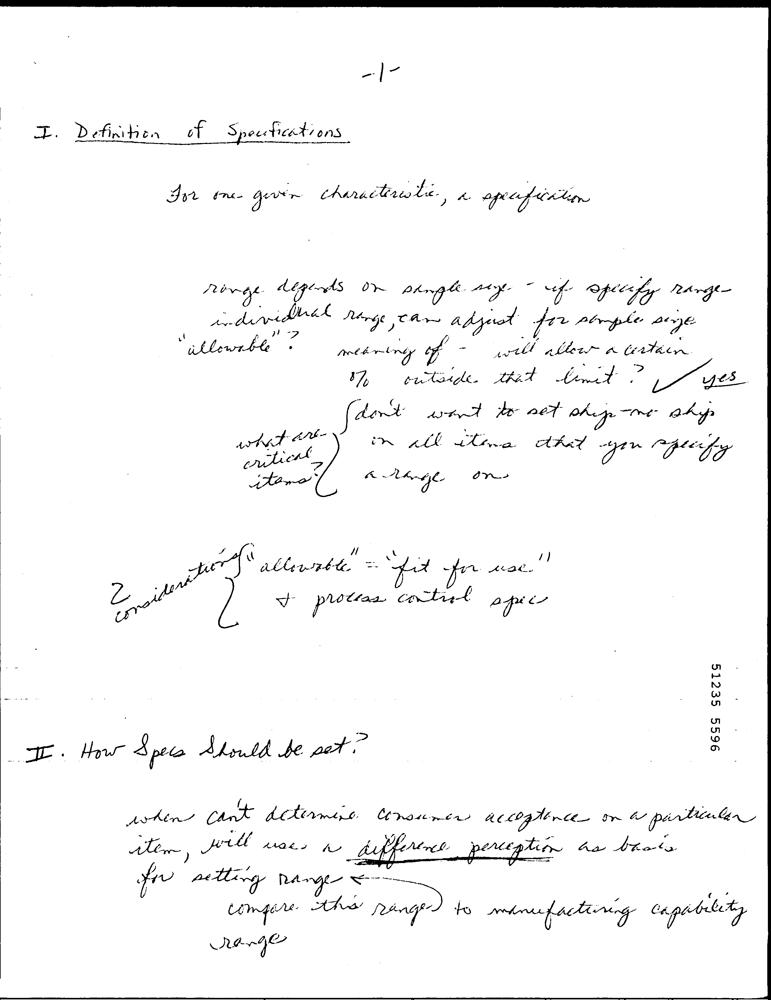 -1-
I. Definition of Specifications
For one given characteristic, a specification
range depends on sample size - if specify range
individual range, can adjust for sample size
"allowable"? meaning of - will allow a certain
% outside that limit? ✓ yes
don't want to set ship-no ship
what are critical items? in all items that you specify
a range on
2 considerations "allowable" = "fit for use"
+ process control spec
51235 5596
II. How Specs Should be set?
when can't determine consumer acceptance on a particular
item, will use a difference perception as basis
for setting range ←
compare this range) to manufacturing capability
range